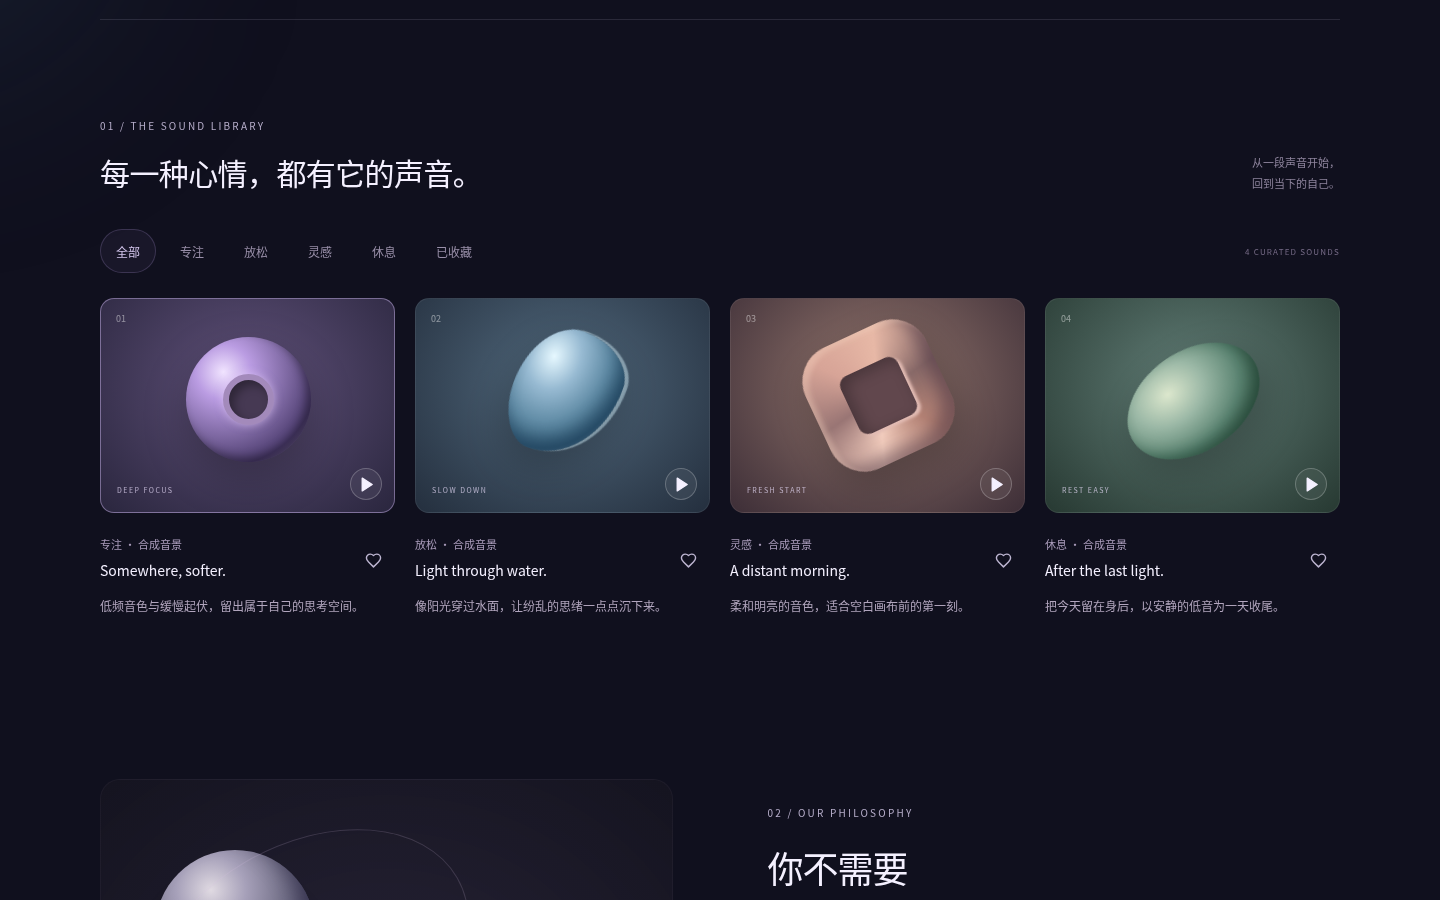 01 / THE SOUND LIBRARY
每一种心情，都有它的声音。
从一段声音开始，
回到当下的自己。
全部 专注 放松 灵感 休息 已收藏
4 CURATED SOUNDS
01
DEEP FOCUS
02
SLOW DOWN
03
FRESH START
04
REST EASY
专注 · 合成音景
Somewhere, softer.
低频音色与缓慢起伏，留出属于自己的思考空间。
放松 · 合成音景
Light through water.
像阳光穿过水面，让纷乱的思绪一点点沉下来。
灵感 · 合成音景
A distant morning.
柔和明亮的音色，适合空白画布前的第一刻。
休息 · 合成音景
After the last light.
把今天留在身后，以安静的低音为一天收尾。
02 / OUR PHILOSOPHY
你不需要